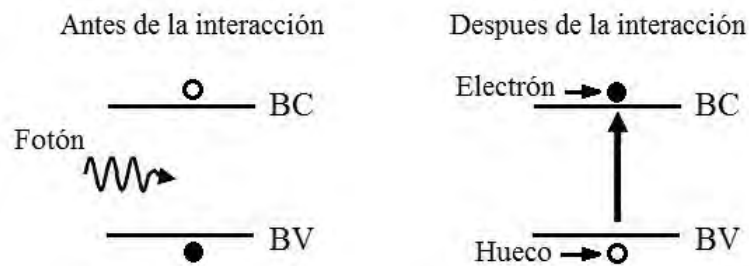 Antes de la interacción
BC
Fotón
BV
Despues de la interacción
Electrón
BC
BV
Hueco